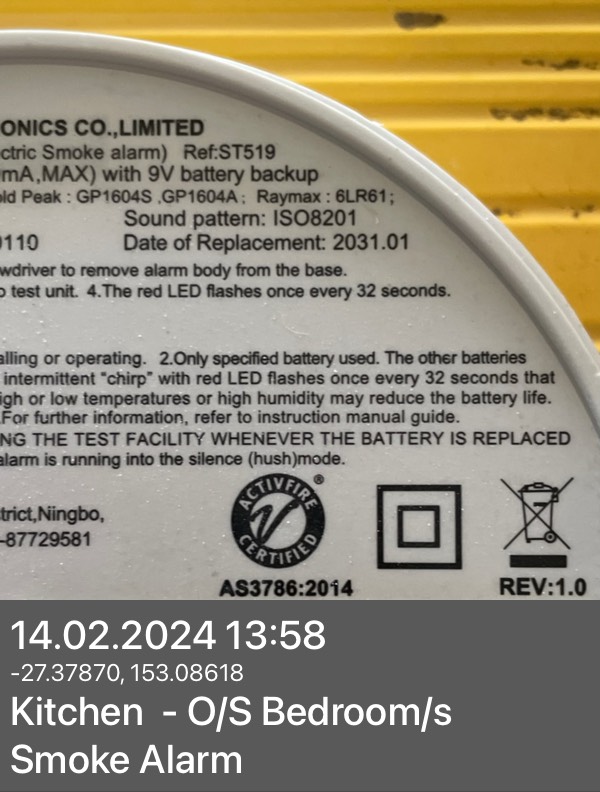 ONICS CO.,LIMITED
ctric Smoke alarm) Ref:ST519
mA,MAX) with 9V battery backup
ld Peak : GP1604S ,GP1604A ; Raymax : 6LR61;
Sound pattern: ISO8201
0110 Date of Replacement: 2031.01
wdriver to remove alarm body from the base.
o test unit. 4.The red LED flashes once every 32 seconds.
alling or operating. 2.Only specified battery used. The other batteries
intermittent "chirp" with red LED flashes once every 32 seconds that
igh or low temperatures or high humidity may reduce the battery life.
.For further information, refer to instruction manual guide.
NG THE TEST FACILITY WHENEVER THE BATTERY IS REPLACED
alarm is running into the silence (hush)mode.
trict,Ningbo,
-87729581
ACTIVFIRE ®
CERTIFIED
AS3786:2014 REV:1.0
14.02.2024 13:58
-27.37870, 153.08618
Kitchen - O/S Bedroom/s
Smoke Alarm